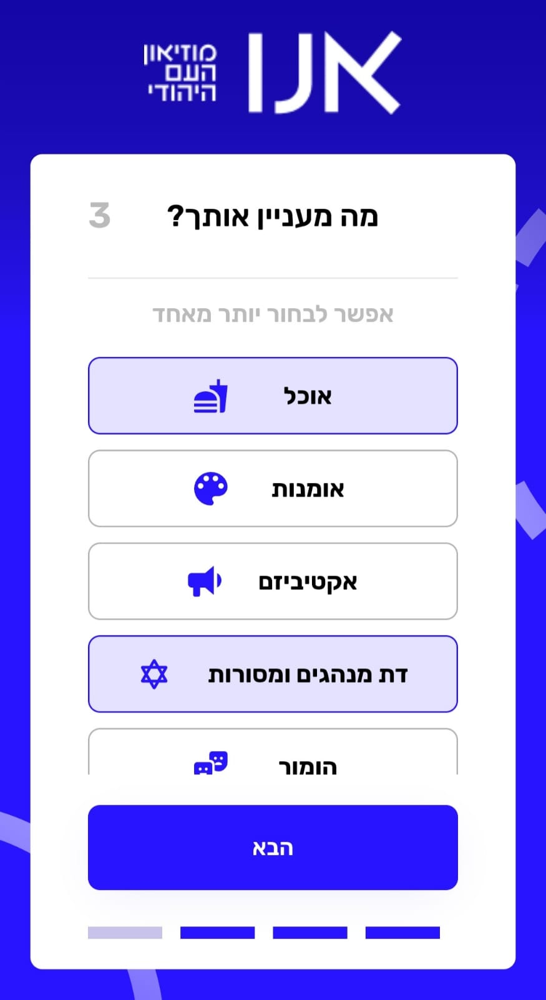 אנו
מוזיאון
העם
היהודי
מה מעניין אותך?
3
אפשר לבחור יותר מאחד
אוכל
אומנות
אקטיביזם
דת מנהגים ומסורות
הומור
הבא